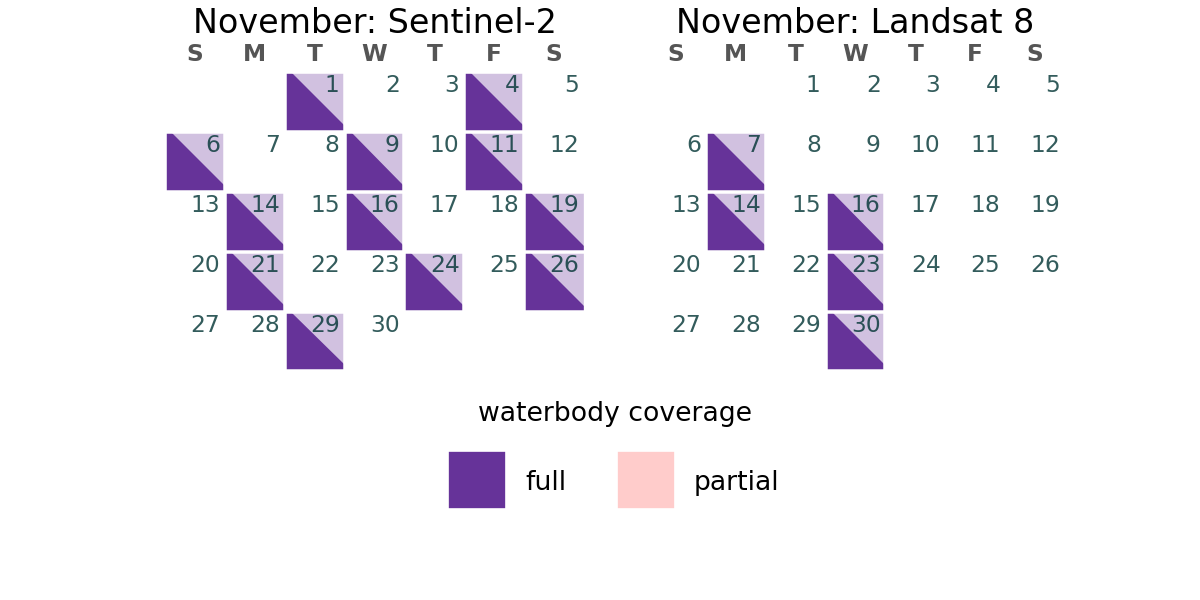 November: Sentinel-2
S M T W T F S
1 2 3 4 5
6 7 8 9 10 11 12
13 14 15 16 17 18 19
20 21 22 23 24 25 26
27 28 29 30
November: Landsat 8
S M T W T F S
1 2 3 4 5
6 7 8 9 10 11 12
13 14 15 16 17 18 19
20 21 22 23 24 25 26
27 28 29 30
waterbody coverage
full
partial